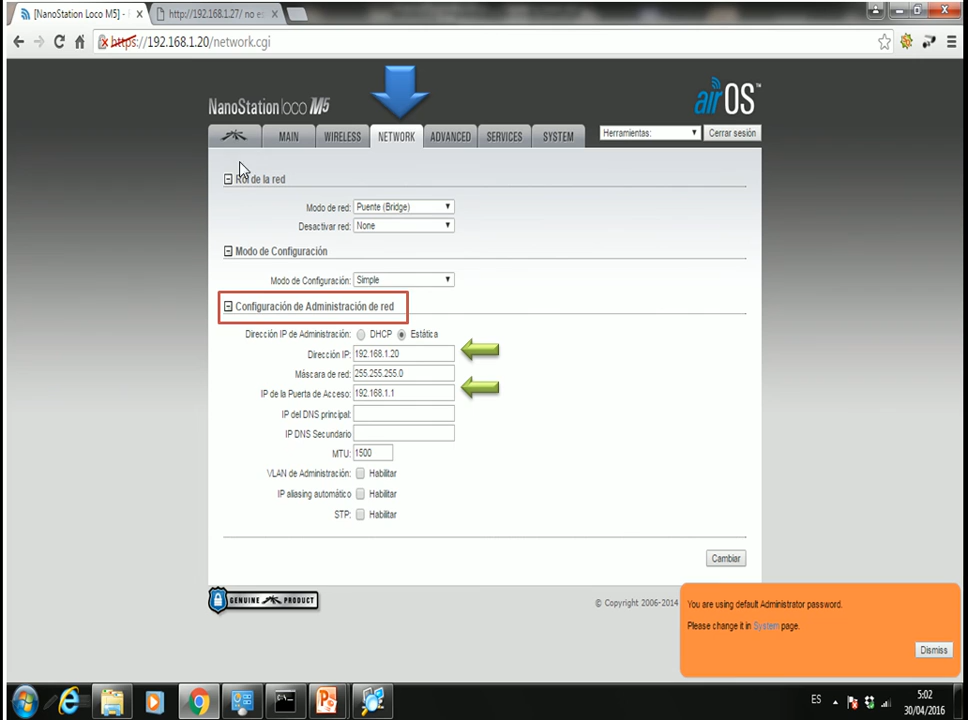 [NanoStation Loco M5] -
http://192.168.1.27/ no es
https://192.168.1.20/network.cgi
NanoStation loco M5
airOS™
MAIN
WIRELESS
NETWORK
ADVANCED
SERVICES
SYSTEM
Herramientas:
Cerrar sesión
Rol de la red
Modo de red: Puente (Bridge)
Desactivar red: None
Modo de Configuración
Modo de Configuración: Simple
Configuración de Administración de red
Dirección IP de Administración: DHCP Estática
Dirección IP: 192.168.1.20
Máscara de red: 255.255.255.0
IP de la Puerta de Acceso: 192.168.1.1
IP del DNS principal:
IP DNS Secundario
MTU: 1500
VLAN de Administración: Habilitar
IP aliasing automático Habilitar
STP: Habilitar
Cambiar
GENUINE PRODUCT
© Copyright 2006-2014
You are using default Administrator password.
Please change it in System page.
Dismiss
ES
5:02
30/04/2016